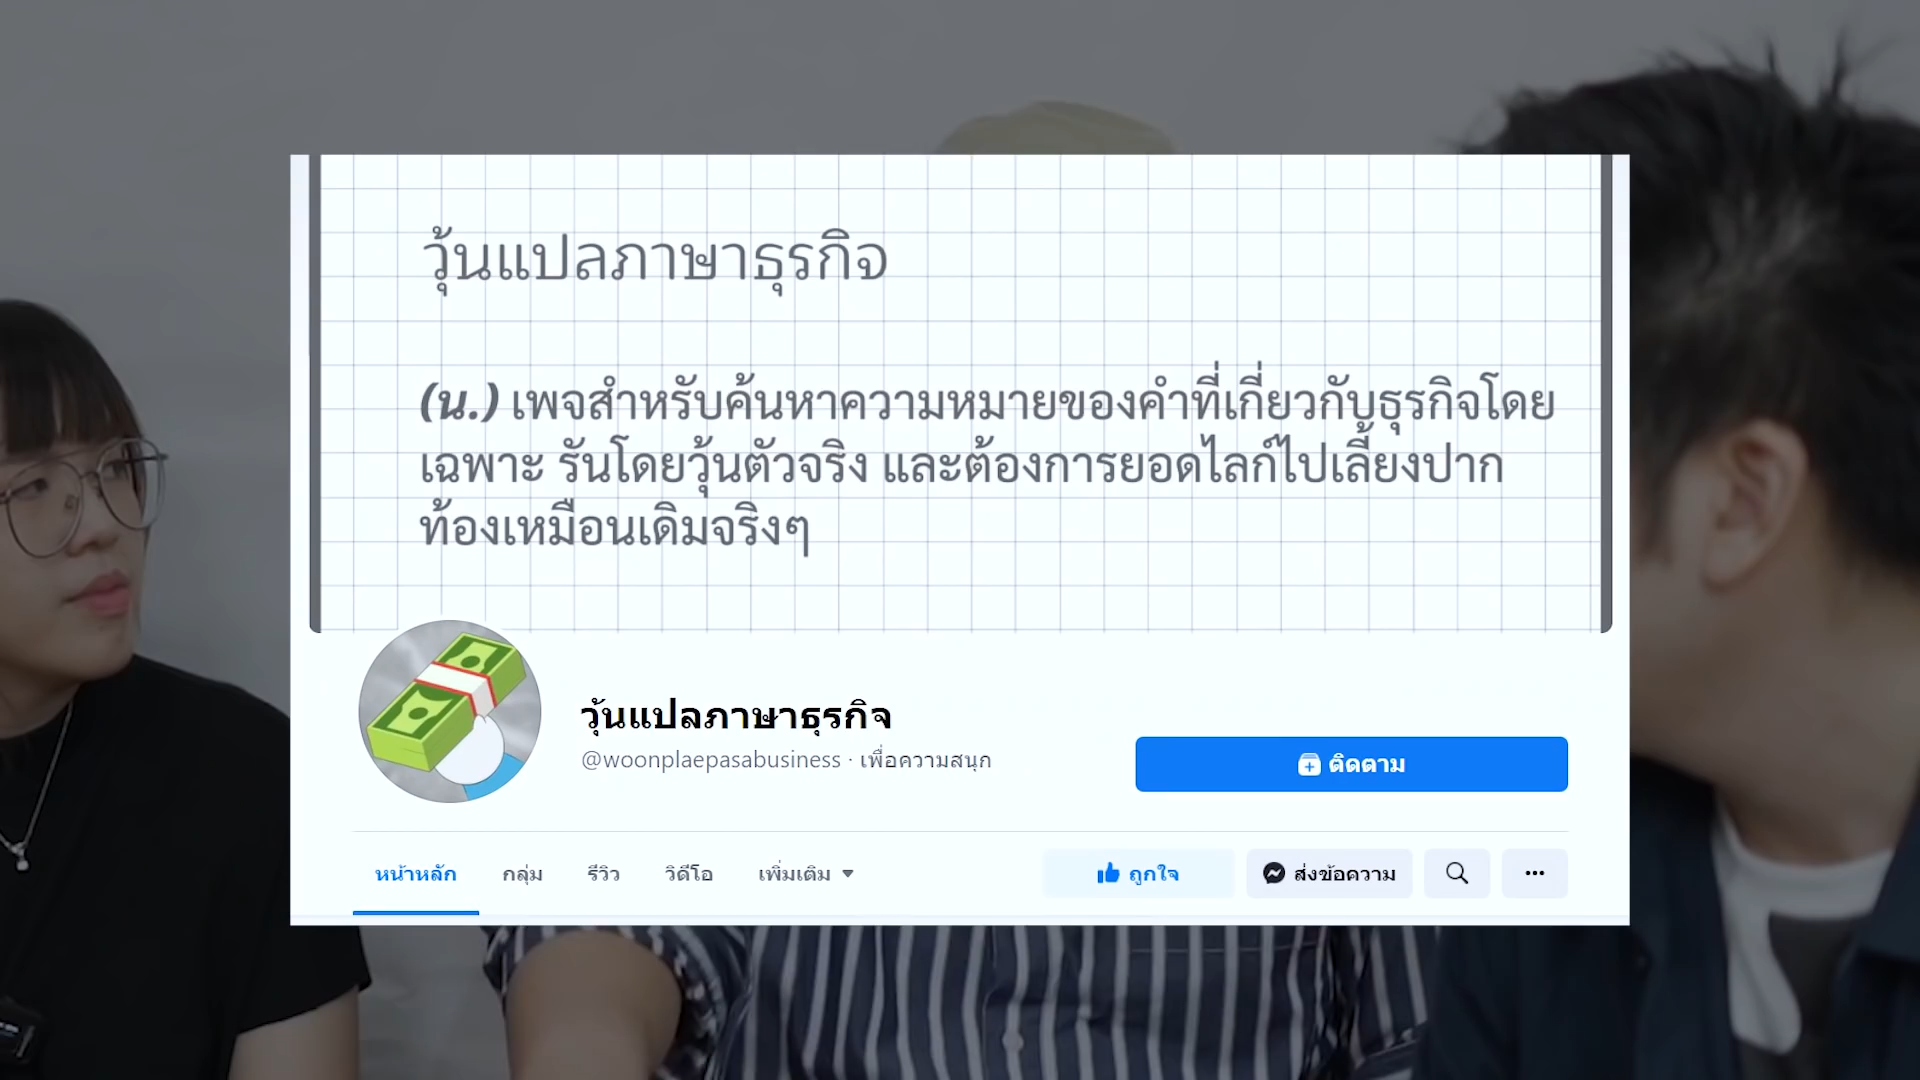 วุ้นแปลภาษาธุรกิจ
(น.) เพจสำหรับค้นหาความหมายของคำที่เกี่ยวกับธุรกิจโดย
เฉพาะ รันโดยวุ้นตัวจริง และต้องการยอดไลก์ไปเลี้ยงปาก
ท้องเหมือนเดิมจริงๆ
วุ้นแปลภาษาธุรกิจ
@woonplaepasabusiness · เพื่อความสนุก
ติดตาม
หน้าหลัก กลุ่ม รีวิว วิดีโอ เพิ่มเติม ถูกใจ ส่งข้อความ